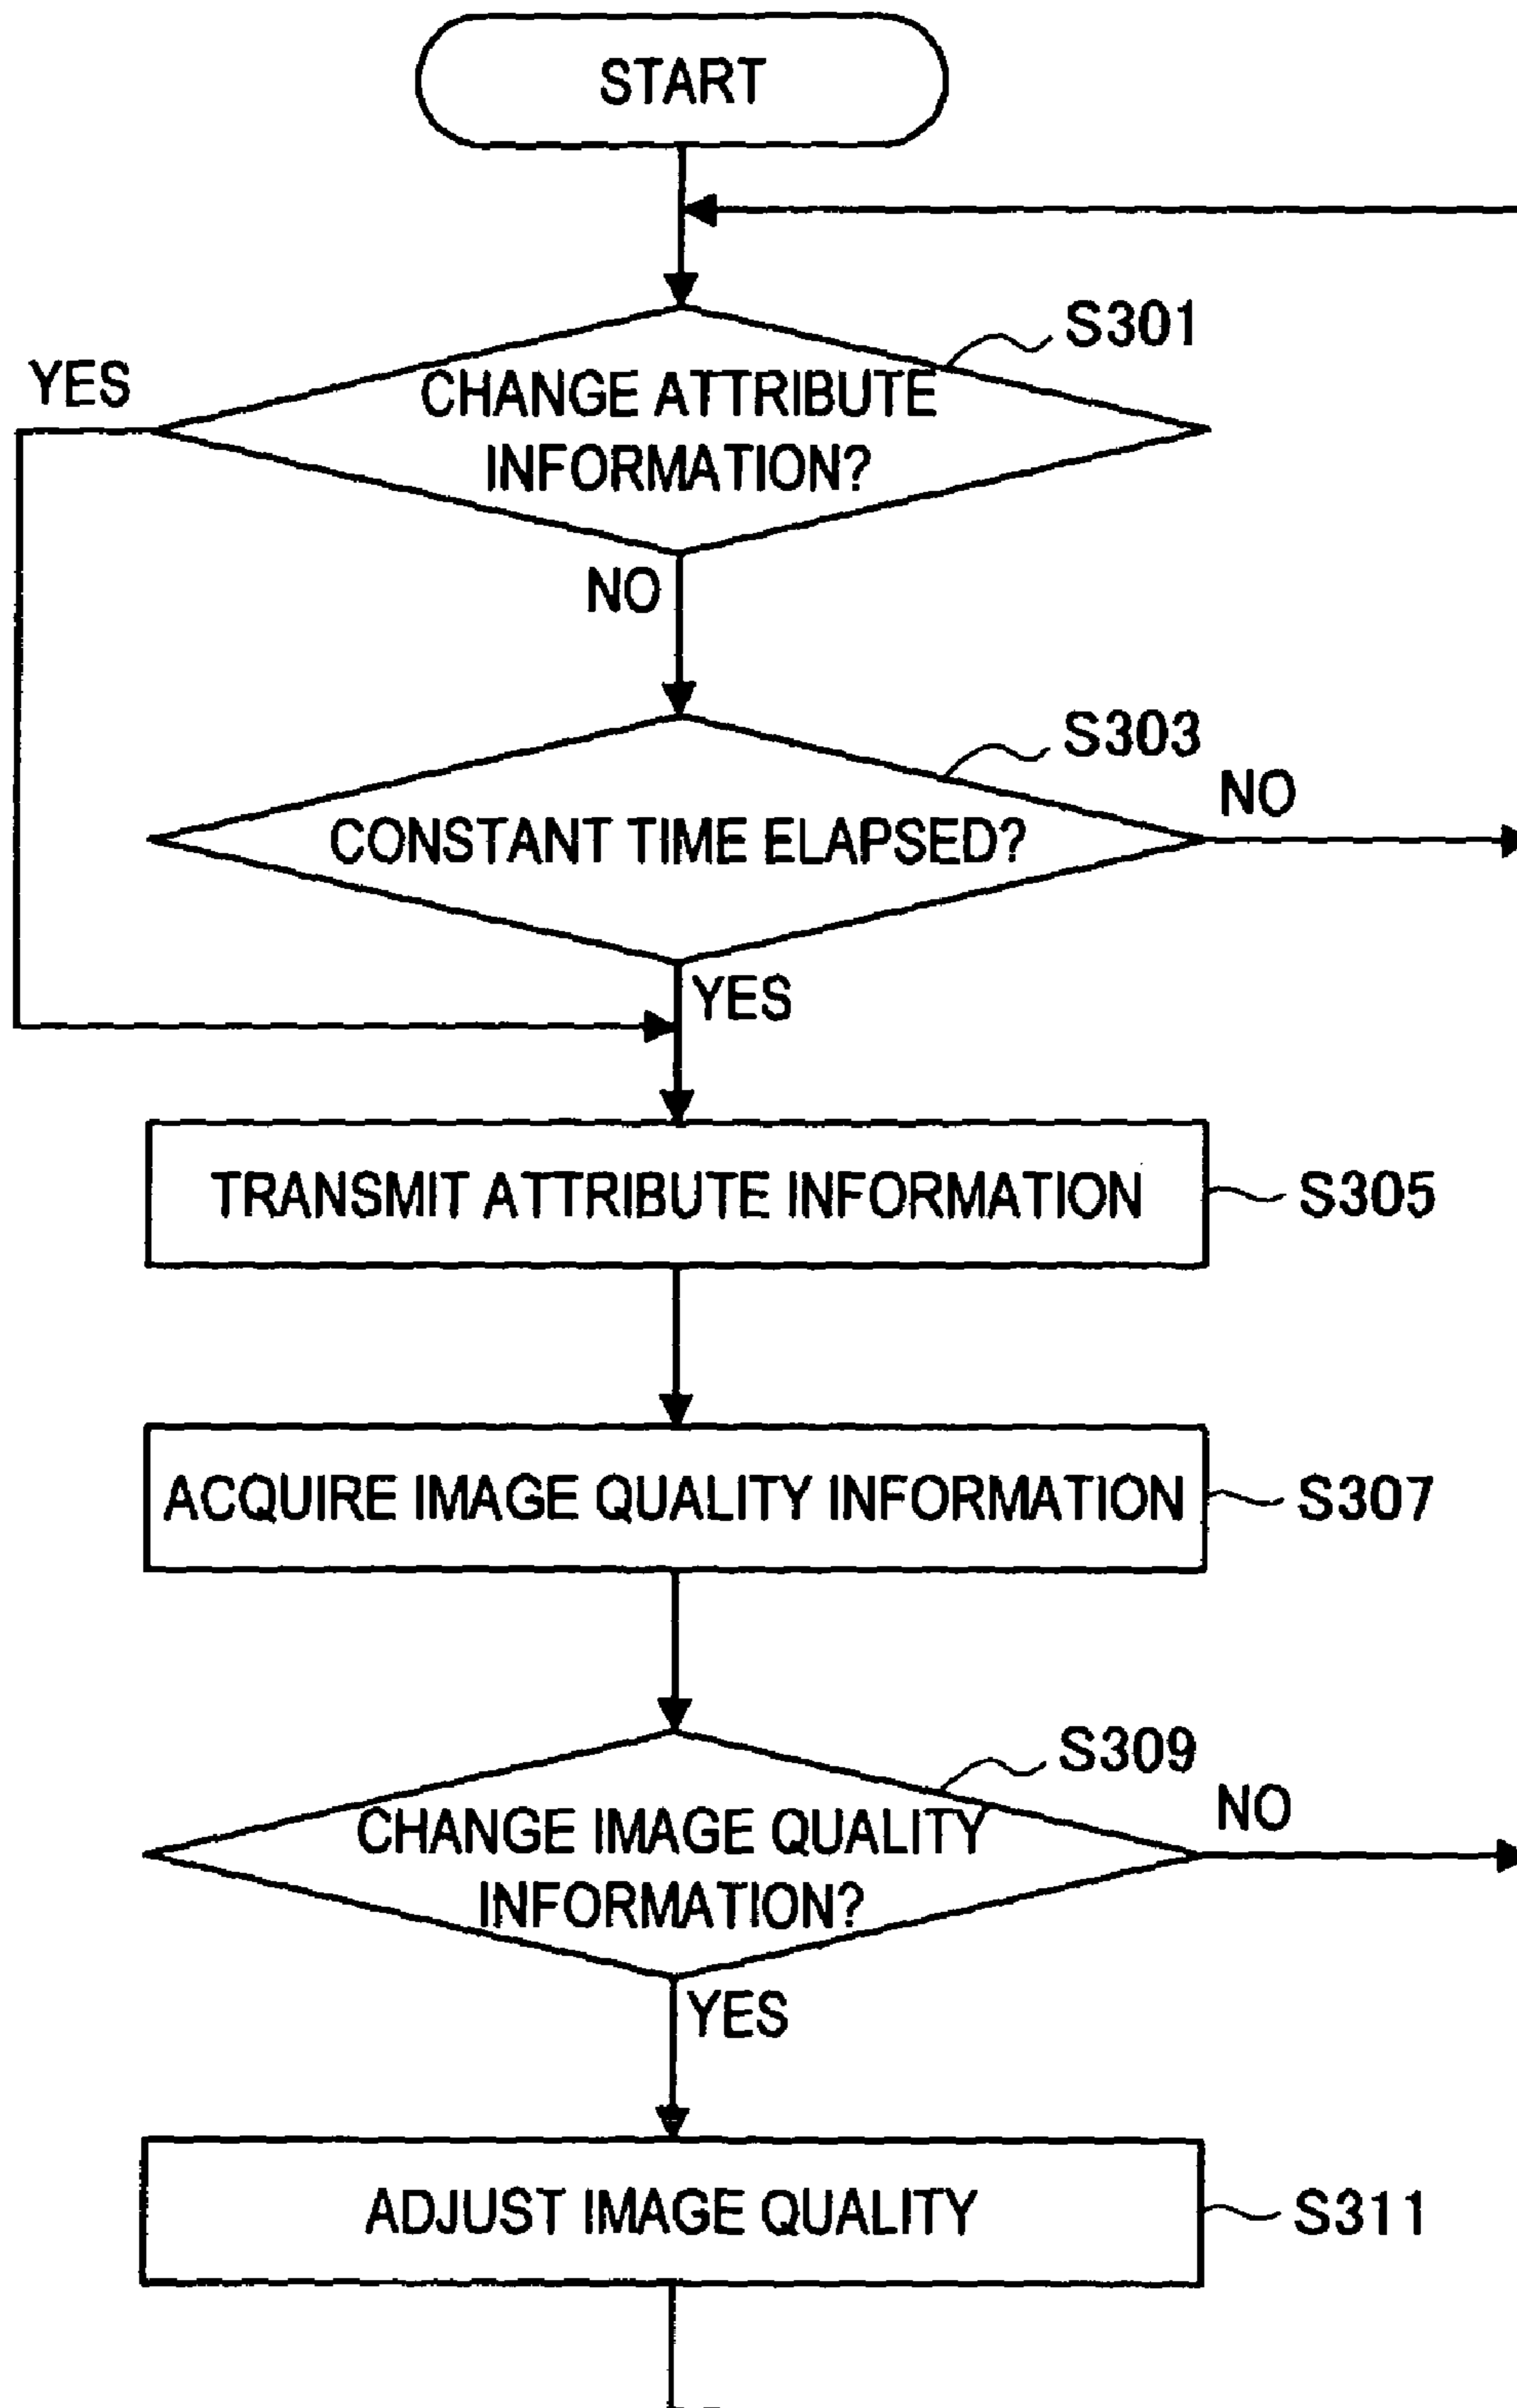 START
S301
YES
CHANGE ATTRIBUTE
INFORMATION?
NO
S303
NO
CONSTANT TIME ELAPSED?
YES
TRANSMIT ATTRIBUTE INFORMATION
S305
ACQUIRE IMAGE QUALITY INFORMATION
S307
S309
NO
CHANGE IMAGE QUALITY
INFORMATION?
YES
ADJUST IMAGE QUALITY
S311